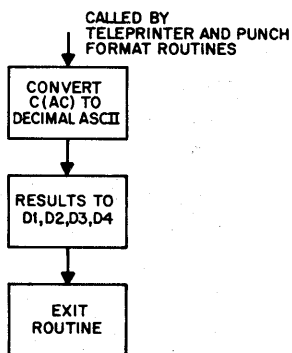 CALLED BY
TELEPRINTER AND PUNCH
FORMAT ROUTINES
CONVERT
C(AC) TO
DECIMAL ASCII
RESULTS TO
D1,D2,D3,D4
EXIT
ROUTINE